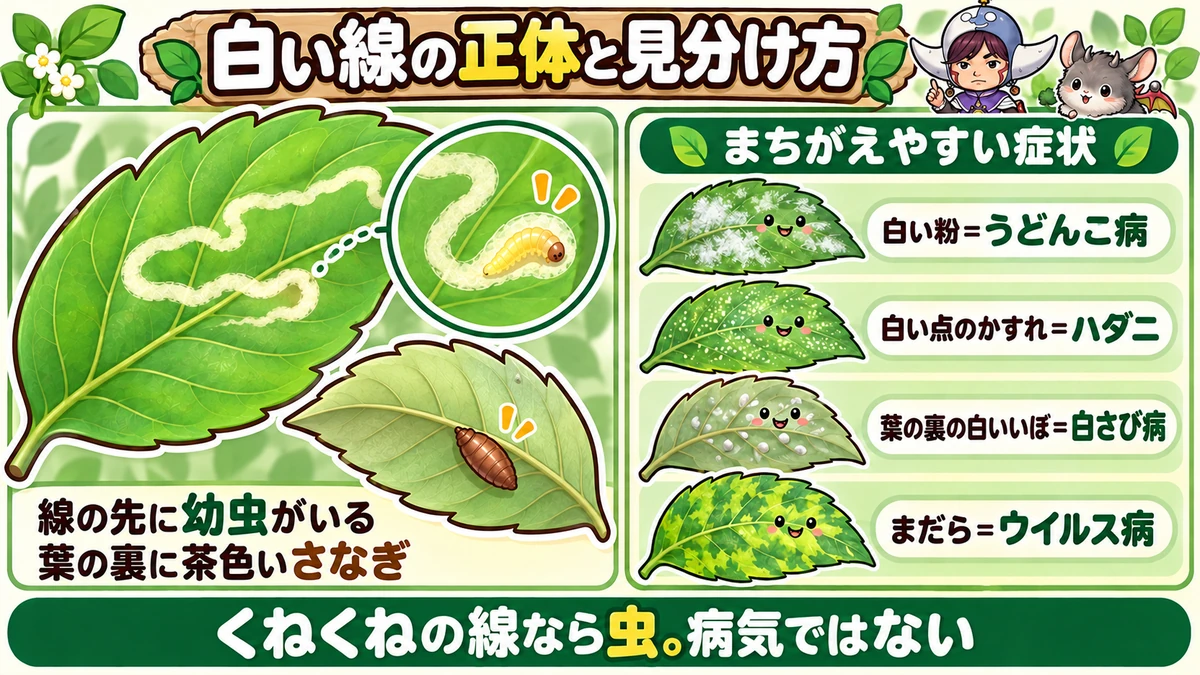 白い線の正体と見分け方
線の先に幼虫がいる
葉の裏に茶色いさなぎ
まちがえやすい症状
白い粉=うどんこ病
白い点のかすれ=ハダニ
葉の裏の白いいぼ=白さび病
まだら=ウイルス病
くねくねの線なら虫。病気ではない